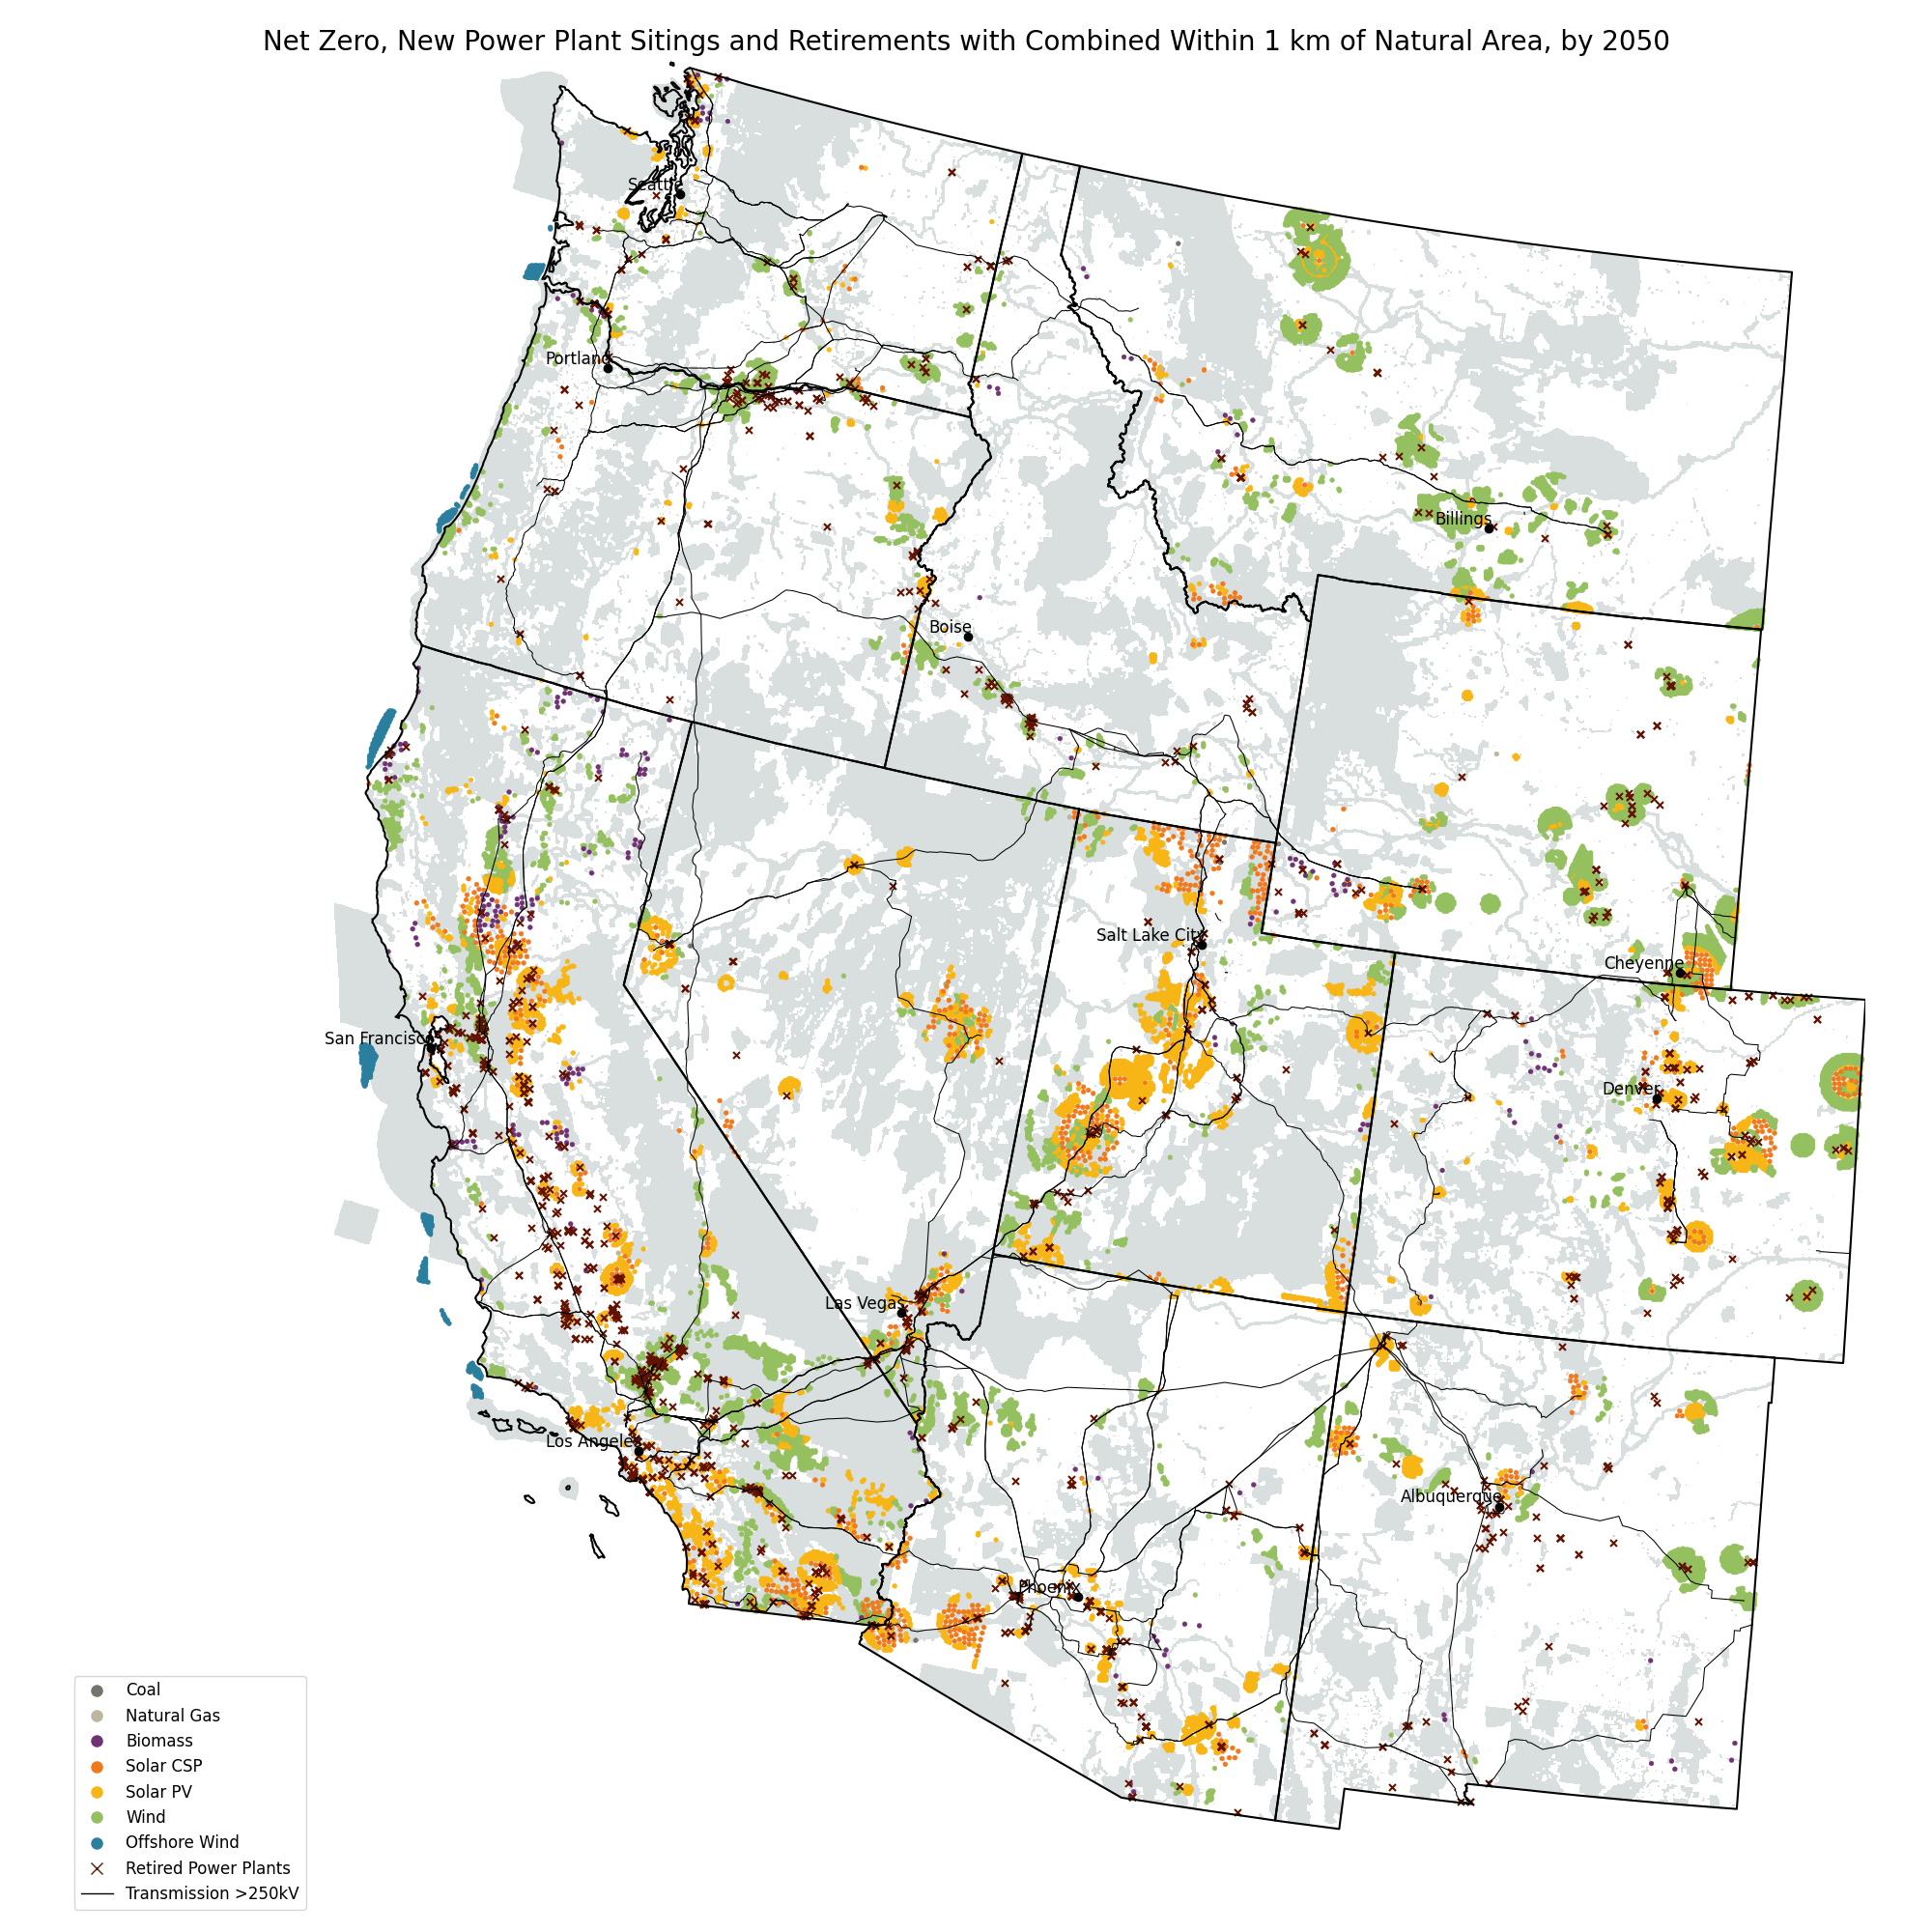 Net Zero, New Power Plant Sitings and Retirements with Combined Within 1 km of Natural Area, by 2050
Seattle
Portland
Billings
Boise
Salt Lake City
Cheyenne
San Francisco
Denver
Las Vegas
Los Angeles
Albuquerque
Phoenix
Coal
Natural Gas
Biomass
Solar CSP
Solar PV
Wind
Offshore Wind
Retired Power Plants
Transmission >250kV